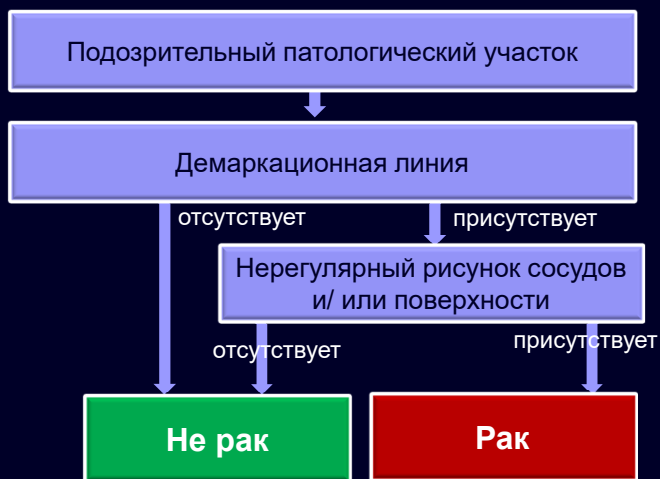 Подозрительный патологический участок
Демаркационная линия
отсутствует
присутствует
Нерегулярный рисунок сосудов
и/ или поверхности
отсутствует
присутствует
Не рак
Рак